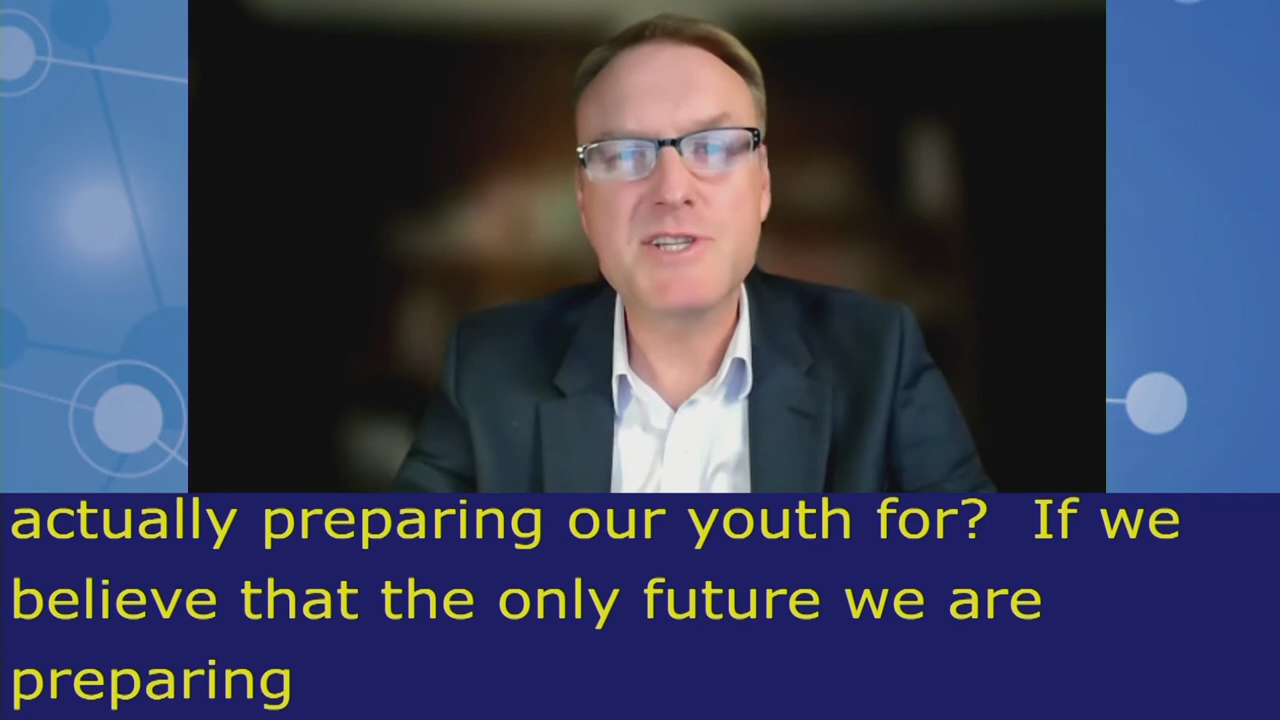 actually preparing our youth for?  If we
believe that the only future we are
preparing